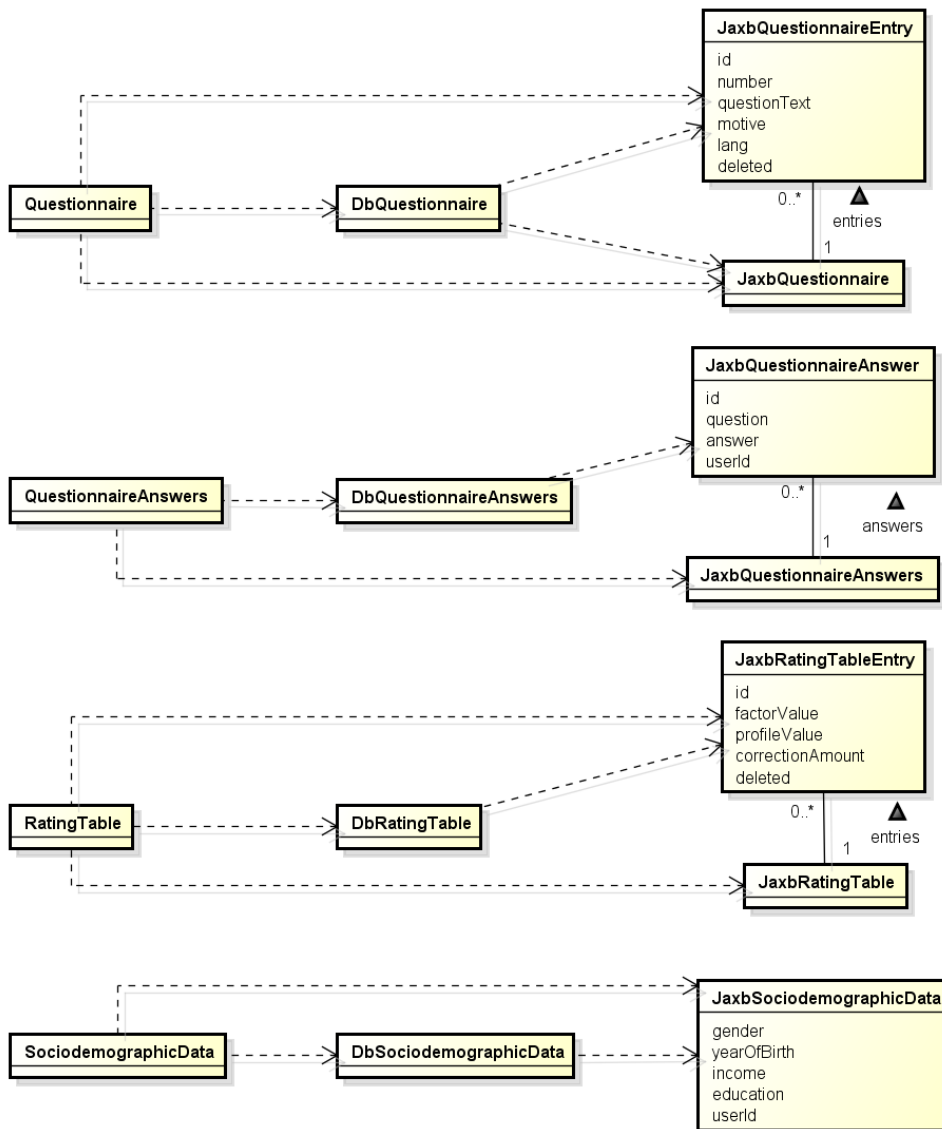 JaxbQuestionnaireEntry
id
number
questionText
motive
lang
deleted
Questionnaire
DbQuestionnaire
0..*
entries
1
JaxbQuestionnaire
JaxbQuestionnaireAnswer
id
question
answer
userId
QuestionnaireAnswers
DbQuestionnaireAnswers
0..*
answers
1
JaxbQuestionnaireAnswers
JaxbRatingTableEntry
id
factorValue
profileValue
correctionAmount
deleted
RatingTable
DbRatingTable
0..*
entries
1
JaxbRatingTable
JaxbSociodemographicData
SociodemographicData
DbSociodemographicData
gender
yearOfBirth
income
education
userId